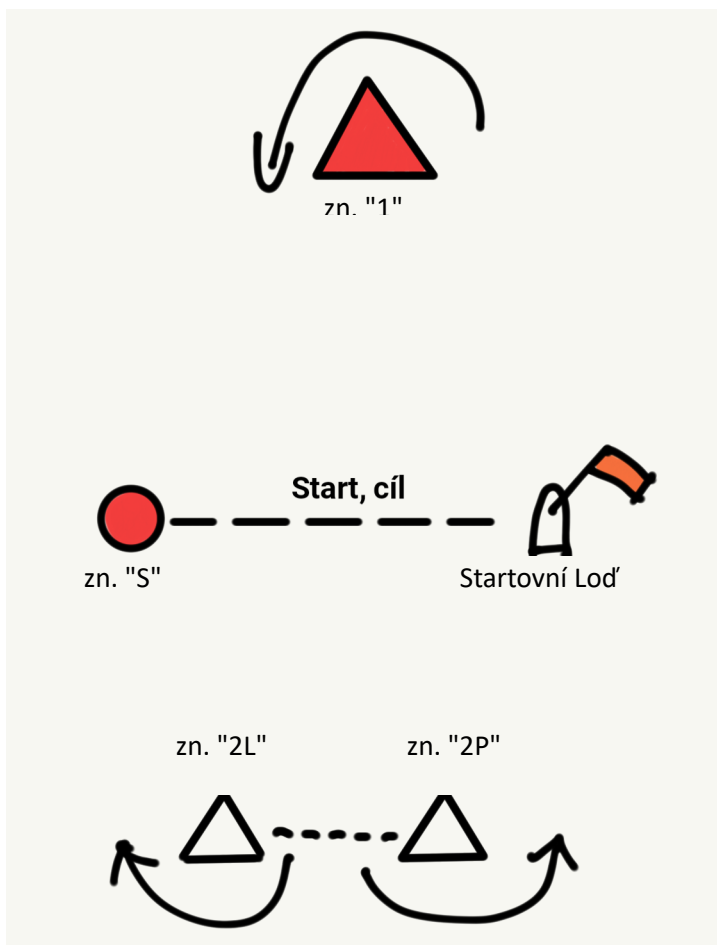 zn. "1"
Start, cíl
zn. "S"
Startovní Loď
zn. "2L"
zn. "2P"